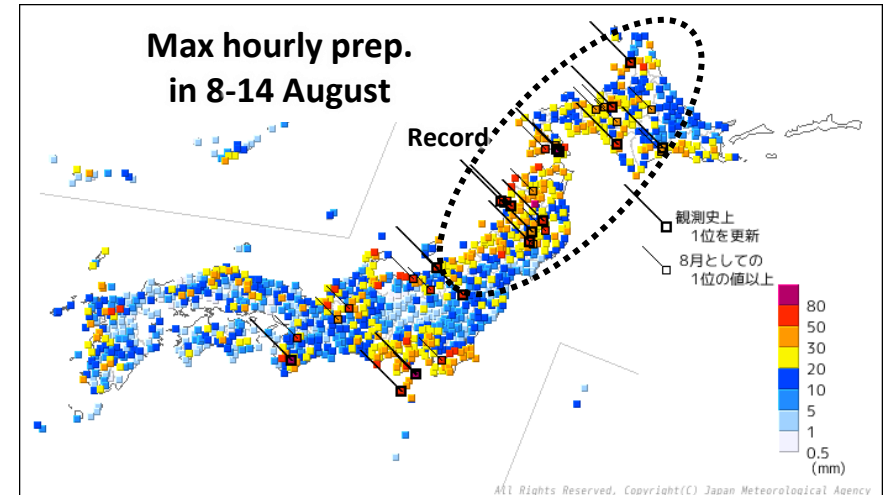 Max hourly prep.
in 8-14 August
Record
観測史上
1位を更新
8月としての
1位の値以上
80
50
30
20
10
5
1
0.5
(mm)
All Rights Reserved, Copyright(C) Japan Meteorological Agency